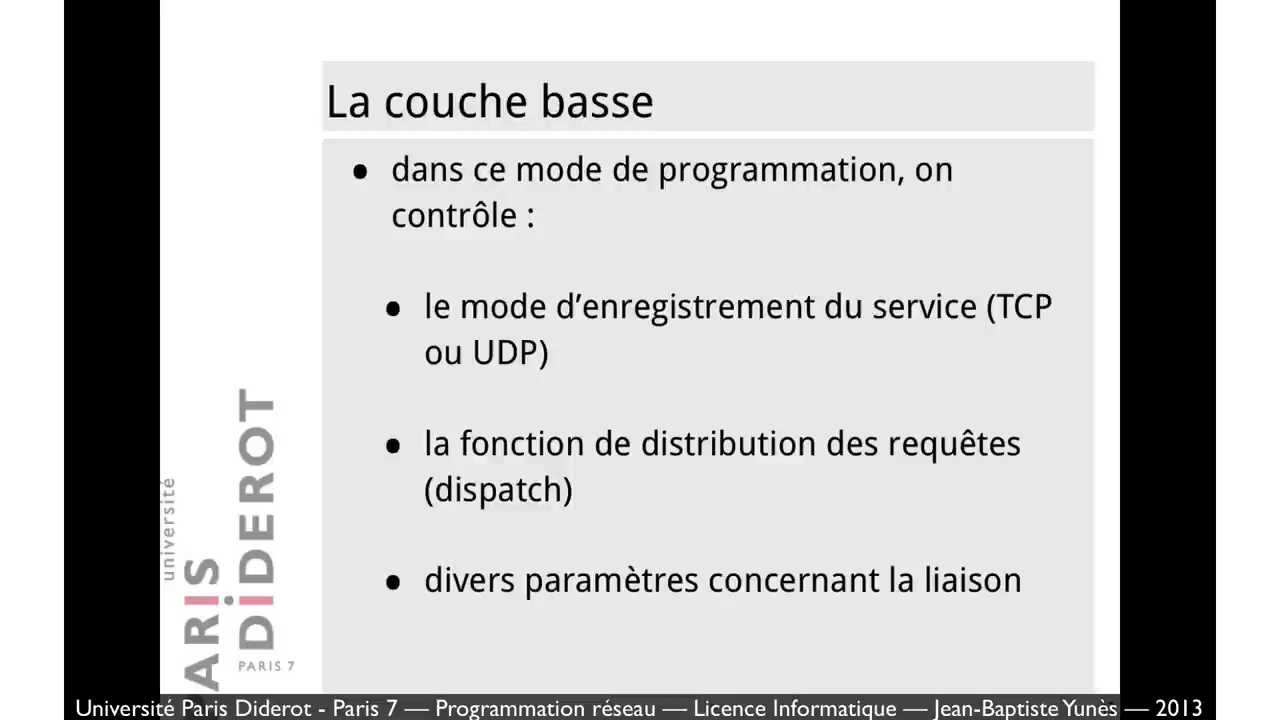 La couche basse
• dans ce mode de programmation, on
contrôle :
• le mode d’enregistrement du service (TCP
ou UDP)
• la fonction de distribution des requêtes
(dispatch)
• divers paramètres concernant la liaison
université
PARIS
DiDEROT
PARIS 7
Université Paris Diderot - Paris 7 — Programmation réseau — Licence Informatique — Jean-Baptiste Yunès — 2013